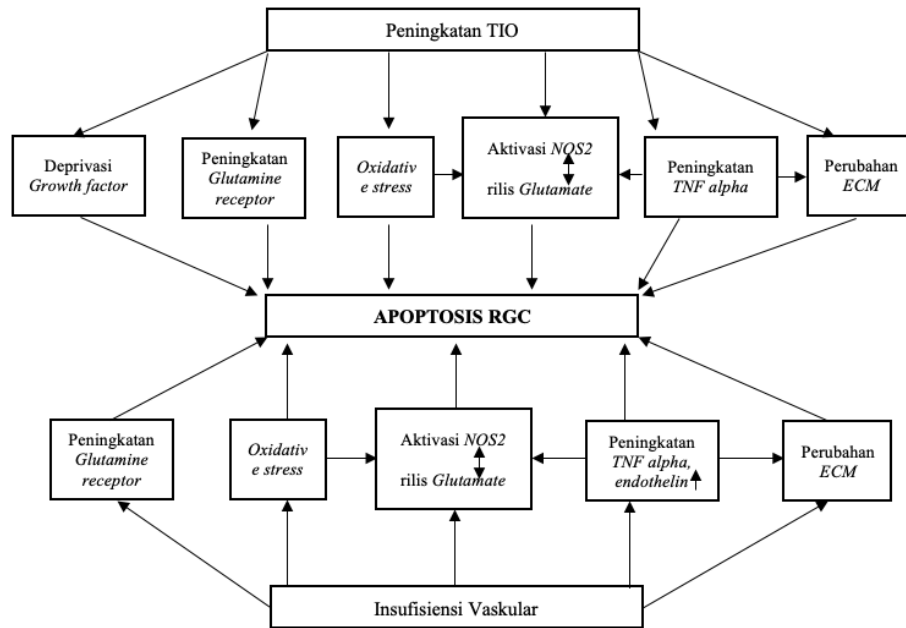 Peningkatan TIO
Deprivasi
Growth factor
Peningkatan
Glutamine
receptor
Oxidativ
e stress
Aktivasi NOS2
rilis Glutamate
Peningkatan
TNF alpha
Perubahan
ECM
APOPTOSIS RGC
Peningkatan
Glutamine
receptor
Oxidativ
e stress
Aktivasi NOS2
rilis Glutamate
Peningkatan
TNF alpha,
endothelin
Perubahan
ECM
Insufisiensi Vaskular